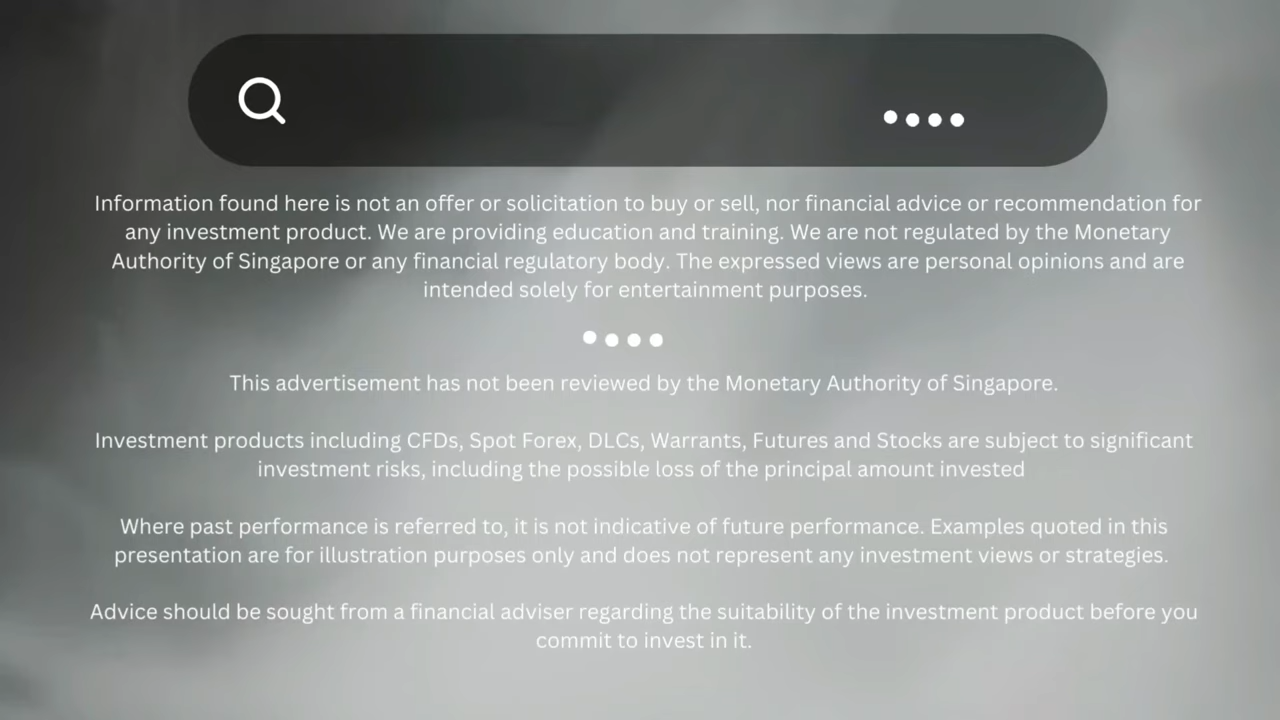 Information found here is not an offer or solicitation to buy or sell, nor financial advice or recommendation for
any investment product. We are providing education and training. We are not regulated by the Monetary
Authority of Singapore or any financial regulatory body. The expressed views are personal opinions and are
intended solely for entertainment purposes.
This advertisement has not been reviewed by the Monetary Authority of Singapore.
Investment products including CFDs, Spot Forex, DLCs, Warrants, Futures and Stocks are subject to significant
investment risks, including the possible loss of the principal amount invested
Where past performance is referred to, it is not indicative of future performance. Examples quoted in this
presentation are for illustration purposes only and does not represent any investment views or strategies.
Advice should be sought from a financial adviser regarding the suitability of the investment product before you
commit to invest in it.